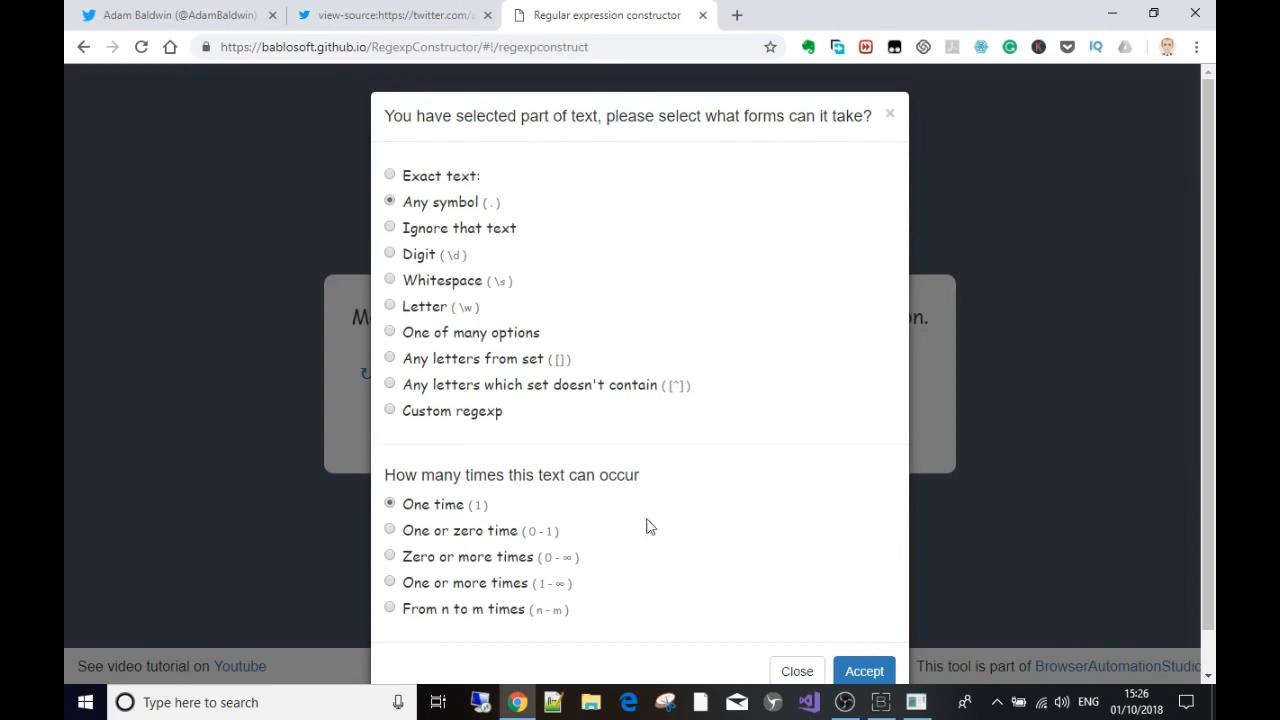 Adam Baldwin (@AdamBaldwin)
view-source:https://twitter.com/
Regular expression constructor
https://bablosoft.github.io/RegexpConstructor/#!/regexpconstruct
You have selected part of text, please select what forms can it take?
Exact text:
Any symbol (.)
Ignore that text
Digit (\d)
Whitespace (\s)
Letter (\w)
One of many options
Any letters from set ([])
Any letters which set doesn't contain ([^])
Custom regexp
How many times this text can occur
One time (1)
One or zero time (0 - 1)
Zero or more times (0 - ∞)
One or more times (1 - ∞)
From n to m times (n - m)
Close Accept
See video tutorial on Youtube
This tool is part of BrowserAutomationStudio
Type here to search
ENG
15:26
01/10/2018